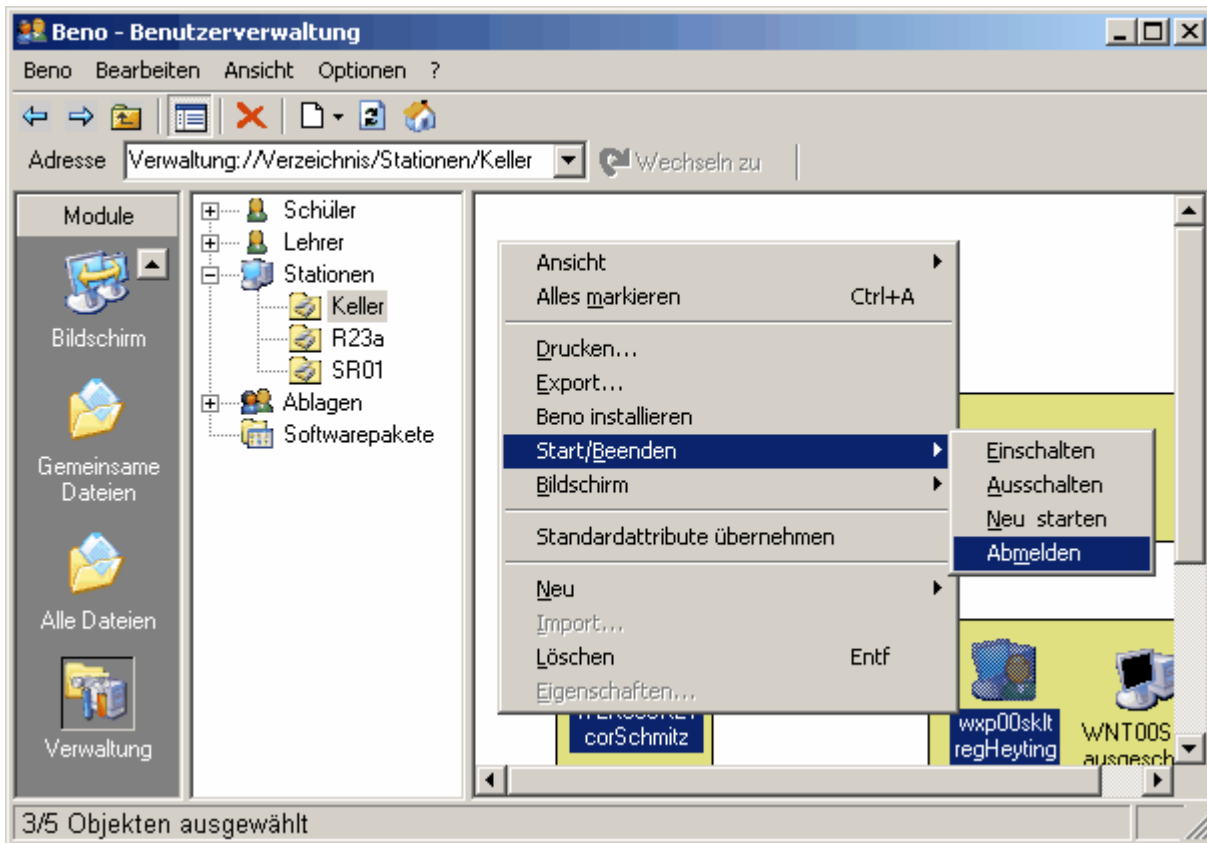 Beno - Benutzerverwaltung
Beno Bearbeiten Ansicht Optionen ?
Adresse Verwaltung://Verzeichnis/Stationen/Keller Wechseln zu
Module
Bildschirm
Gemeinsame
Dateien
Alle Dateien
Verwaltung
Schüler
Lehrer
Stationen
Keller
R23a
SR01
Ablagen
Softwarepakete
Ansicht
Alles markieren Ctrl+A
Drucken...
Export...
Beno installieren
Start/Beenden
Bildschirm
Standardattribute übernehmen
Neu
Import...
Löschen Entf
Eigenschaften...
Einschalten
Ausschalten
Neu starten
Abmelden
corSchmitz
wxp00sklt
regHeyting
WNT00S
ausgesch
3/5 Objekten ausgewählt